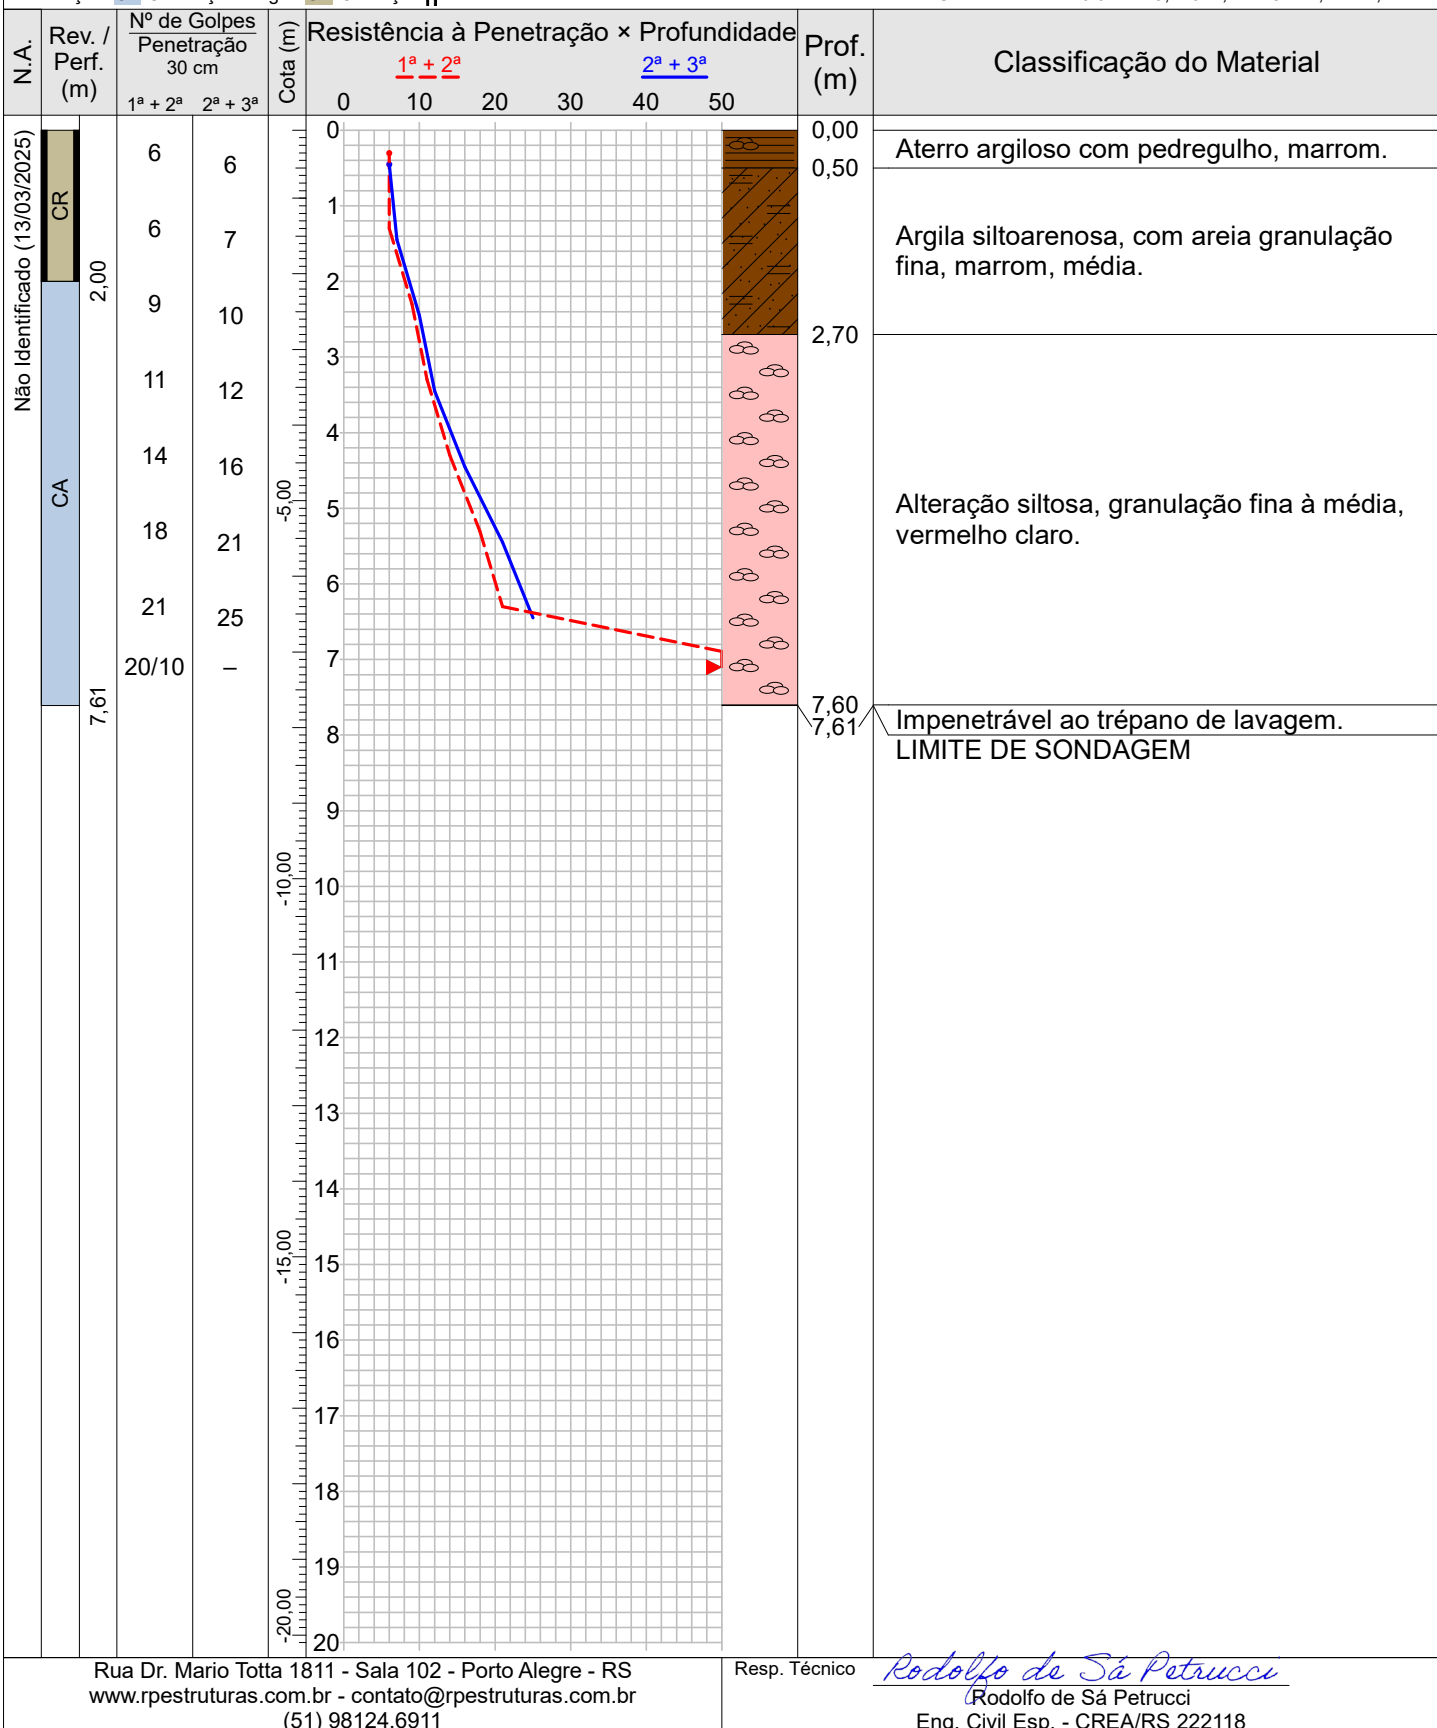 N.A.
Rev. /
Perf.
(m)
Nº de Golpes
Penetração
30 cm
1ª + 2ª 2ª + 3ª
Cota (m)
Resistência à Penetração × Profundidade
1ª + 2ª 2ª + 3ª
0 10 20 30 40 50
Prof.
(m)
Classificação do Material
Não Identificado (13/03/2025)
CR
2,00
CA
7,61
6 6
6 7
9 10
11 12
14 16
18 21
21 25
20/10 –
-5,00
-10,00
-15,00
-20,00
0
1
2
3
4
5
6
7
8
9
10
11
12
13
14
15
16
17
18
19
20
0,00
Aterro argiloso com pedregulho, marrom.
0,50
Argila siltoarenosa, com areia granulação
fina, marrom, média.
2,70
Alteração siltosa, granulação fina à média,
vermelho claro.
7,60
7,61
Impenetrável ao trépano de lavagem.
LIMITE DE SONDAGEM
Rua Dr. Mario Totta 1811 - Sala 102 - Porto Alegre - RS
www.rpestruturas.com.br - contato@rpestruturas.com.br
(51) 98124.6911
Resp. Técnico
Rodolfo de Sá Petrucci
Rodolfo de Sá Petrucci
Eng. Civil Esp. - CREA/RS 222118